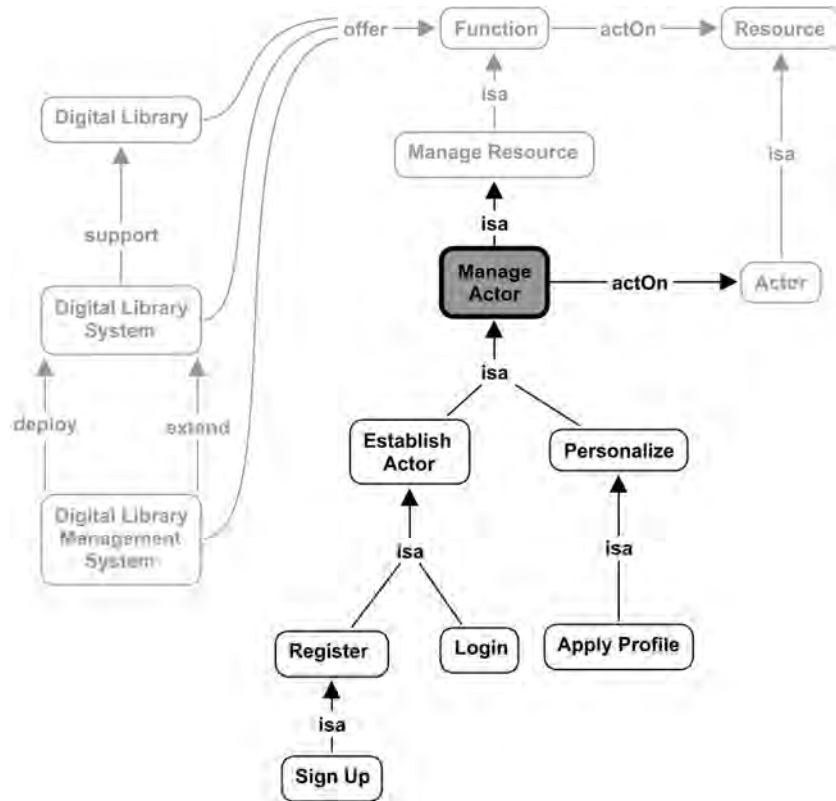 offer
Function
actOn
Resource
Digital Library
isa
Manage Resource
isa
isa
support
Manage
Actor
actOn
Actor
Digital Library
System
isa
deploy
extend
Establish
Actor
Personalize
Digital Library
Management
System
isa
isa
Register
Login
Apply Profile
isa
Sign Up